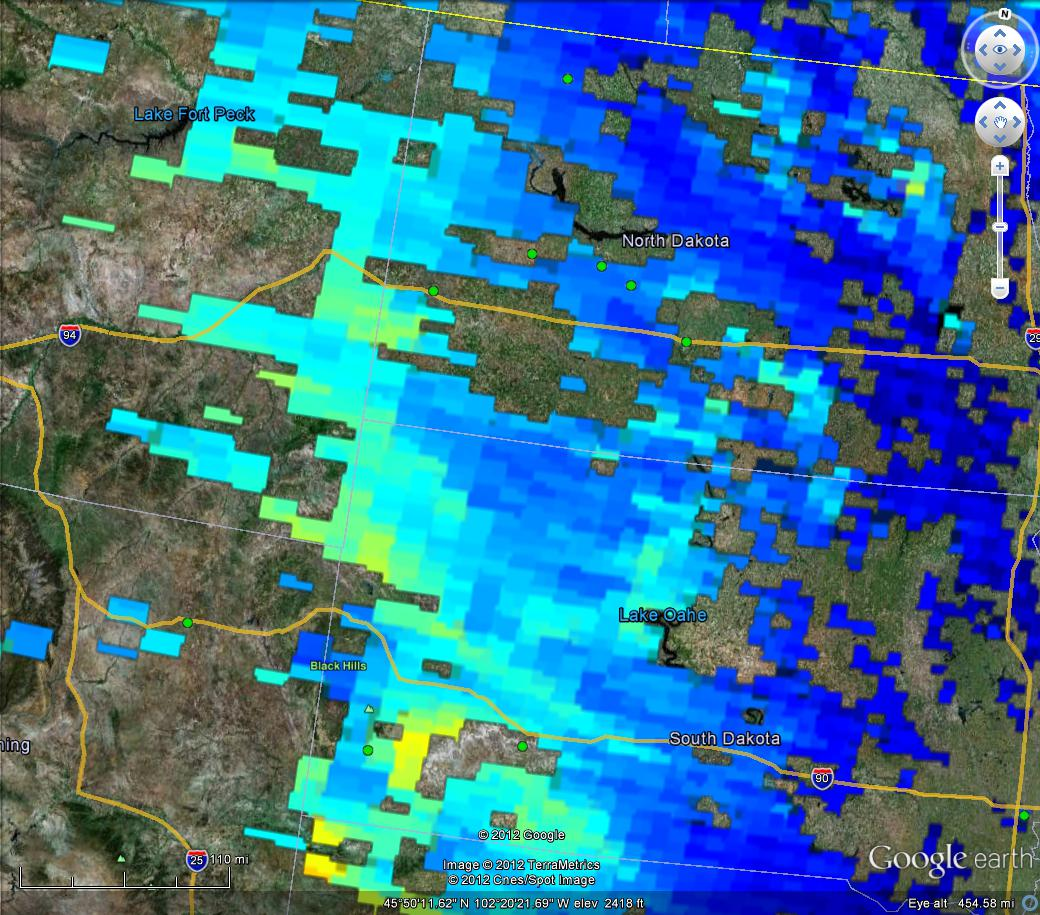 N
Lake Fort Peck
North Dakota
94
29
Lake Oahe
Black Hills
South Dakota
ning
90
© 2012 Google
25
110 mi
Image © 2012 TerraMetrics
© 2012 Cnes/Spot Image
Google earth
45°50'11.62" N 102°20'21.69" W elev 2418 ft
Eye alt 454.58 mi